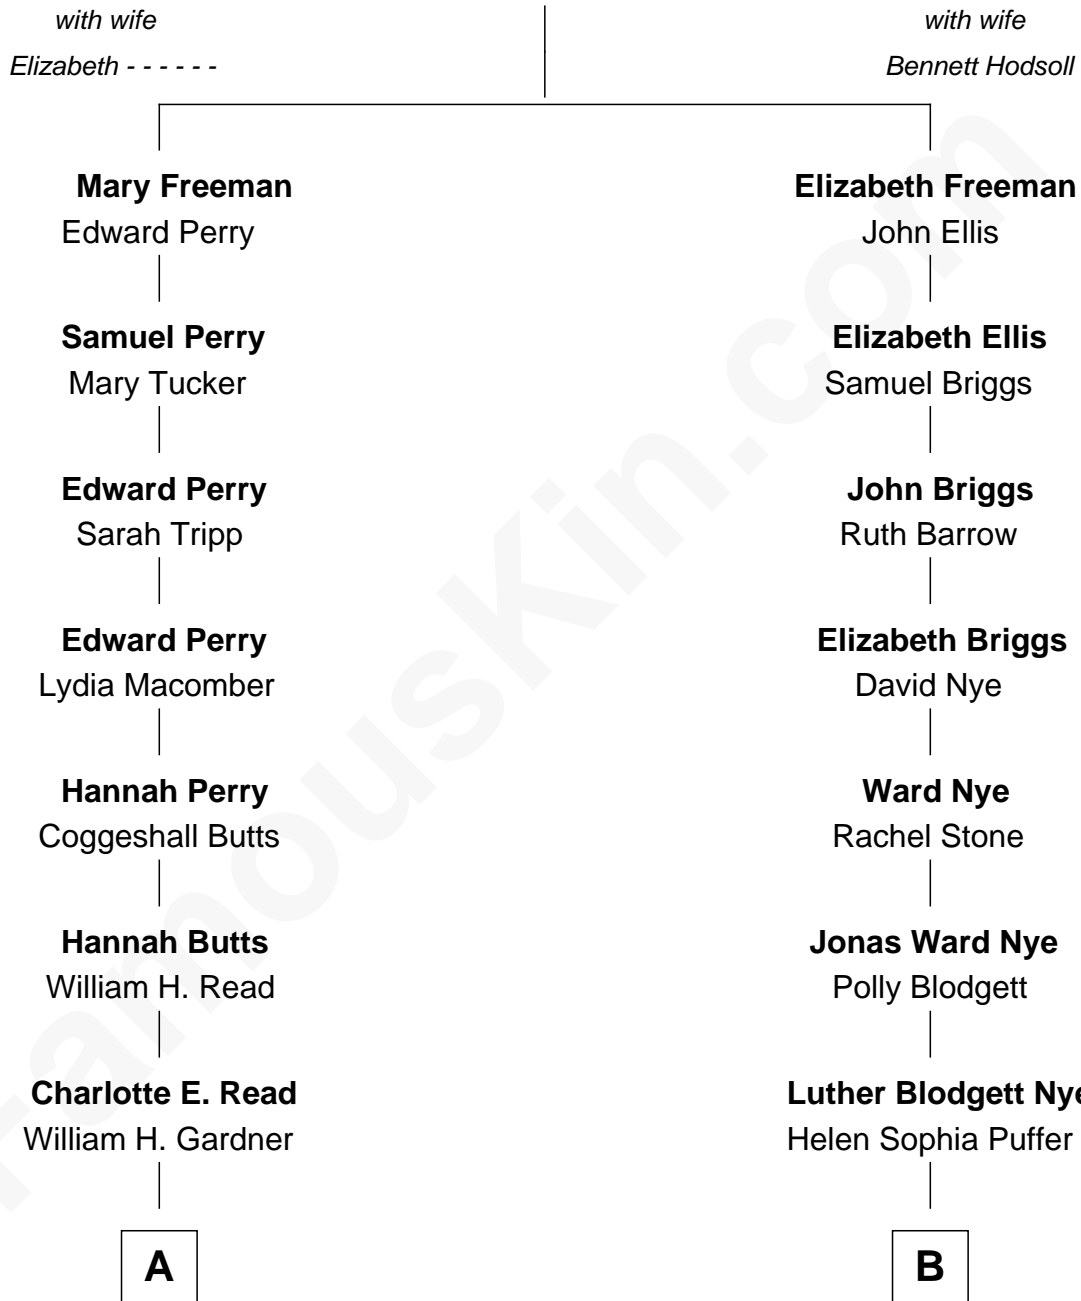 with wife
Elizabeth - - - - - -
with wife
Bennett Hodsoll
Mary Freeman
Edward Perry
Elizabeth Freeman
John Ellis
Samuel Perry
Mary Tucker
Elizabeth Ellis
Samuel Briggs
Edward Perry
Sarah Tripp
John Briggs
Ruth Barrow
Edward Perry
Lydia Macomber
Elizabeth Briggs
David Nye
Hannah Perry
Coggeshall Butts
Ward Nye
Rachel Stone
Hannah Butts
William H. Read
Jonas Ward Nye
Polly Blodgett
Charlotte E. Read
William H. Gardner
Luther Blodgett Nye
Helen Sophia Puffer
A
B
FamousKin.com